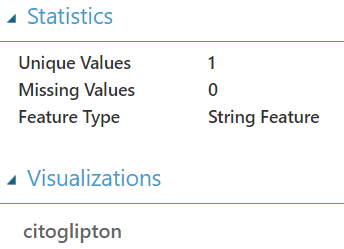 Statistics
Unique Values 1
Missing Values 0
Feature Type String Feature
Visualizations
citoglipton